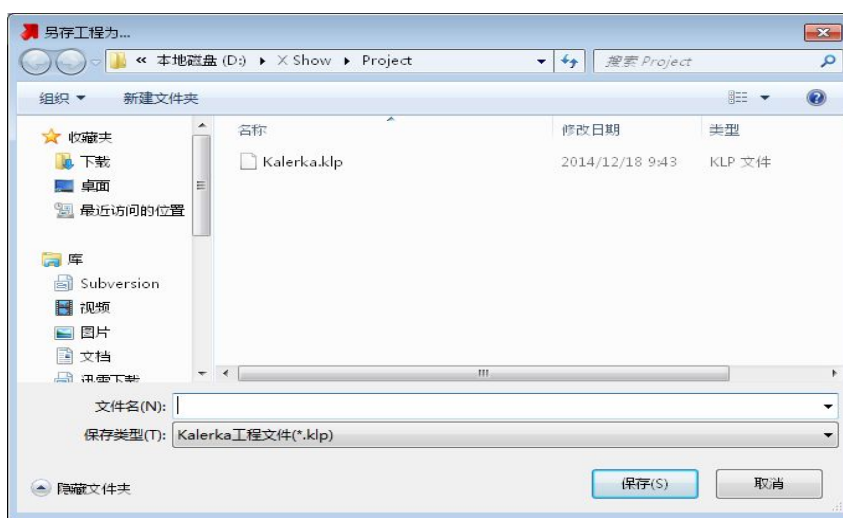 另存工程为...
« 本地磁盘 (D:) ▸ X Show ▸ Project
搜索 Project
组织 新建文件夹
名称 修改日期 类型
收藏夹
下载
桌面
最近访问的位置
库
Subversion
视频
图片
文档
迅雷下载
Kalerka.klp 2014/12/18 9:43 KLP 文件
文件名(N):
保存类型(T): Kalerka工程文件(*.klp)
隐藏文件夹
保存(S) 取消